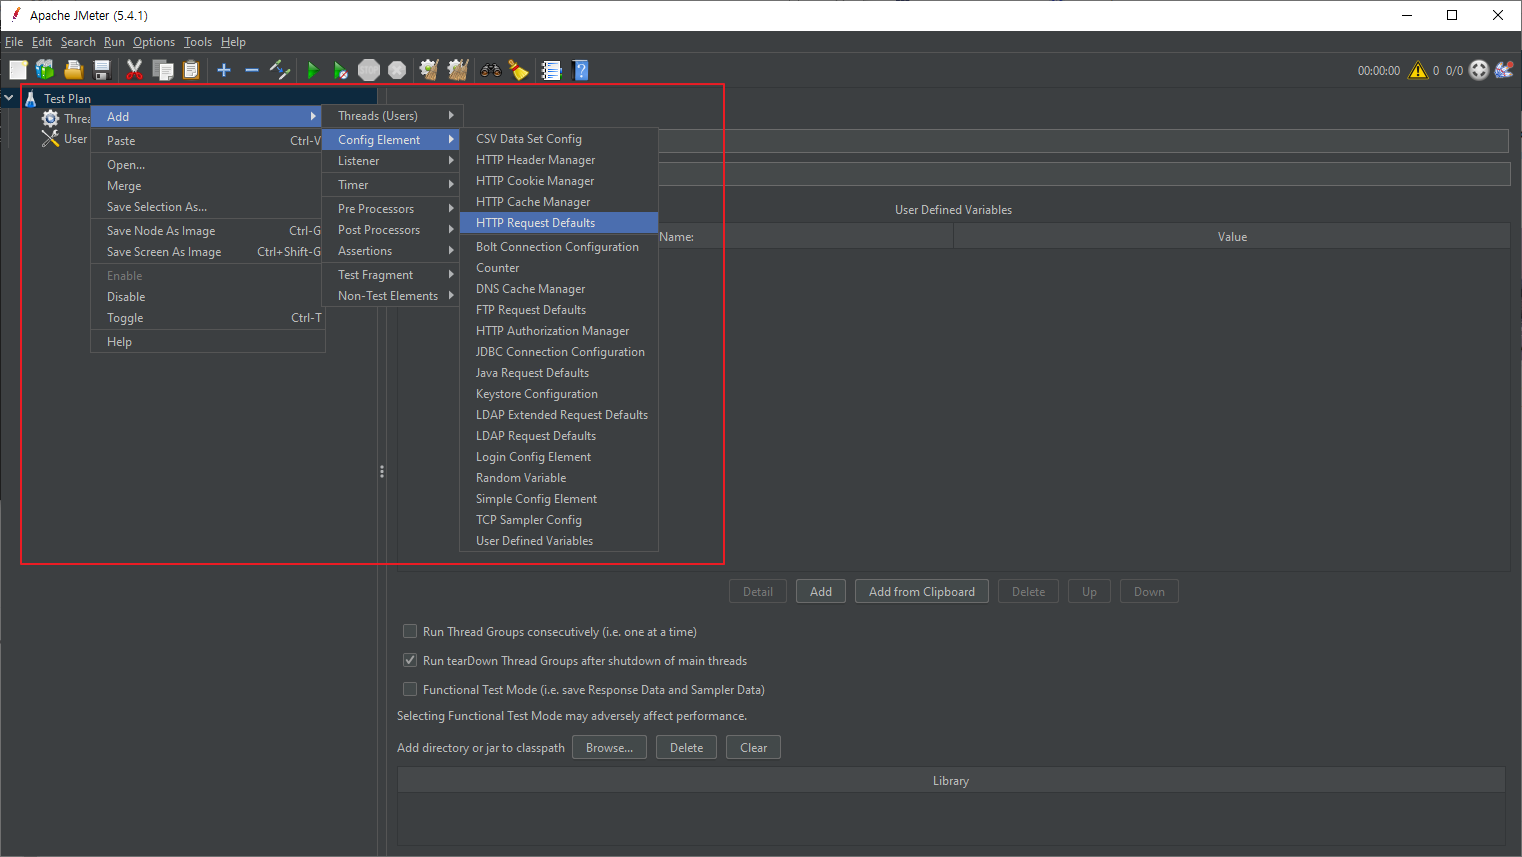 Apache JMeter (5.4.1)
File Edit Search Run Options Tools Help
00:00:00 0 0/0
Test Plan
Threa
User
Add
Paste Ctrl-V
Open...
Merge
Save Selection As...
Save Node As Image Ctrl-G
Save Screen As Image Ctrl+Shift-G
Enable
Disable
Toggle Ctrl-T
Help
Threads (Users)
Config Element
Listener
Timer
Pre Processors
Post Processors
Assertions
Test Fragment
Non-Test Elements
CSV Data Set Config
HTTP Header Manager
HTTP Cookie Manager
HTTP Cache Manager
HTTP Request Defaults
Bolt Connection Configuration
Counter
DNS Cache Manager
FTP Request Defaults
HTTP Authorization Manager
JDBC Connection Configuration
Java Request Defaults
Keystore Configuration
LDAP Extended Request Defaults
LDAP Request Defaults
Login Config Element
Random Variable
Simple Config Element
TCP Sampler Config
User Defined Variables
User Defined Variables
Name: Value
Detail Add Add from Clipboard Delete Up Down
Run Thread Groups consecutively (i.e. one at a time)
Run tearDown Thread Groups after shutdown of main threads
Functional Test Mode (i.e. save Response Data and Sampler Data)
Selecting Functional Test Mode may adversely affect performance.
Add directory or jar to classpath Browse... Delete Clear
Library